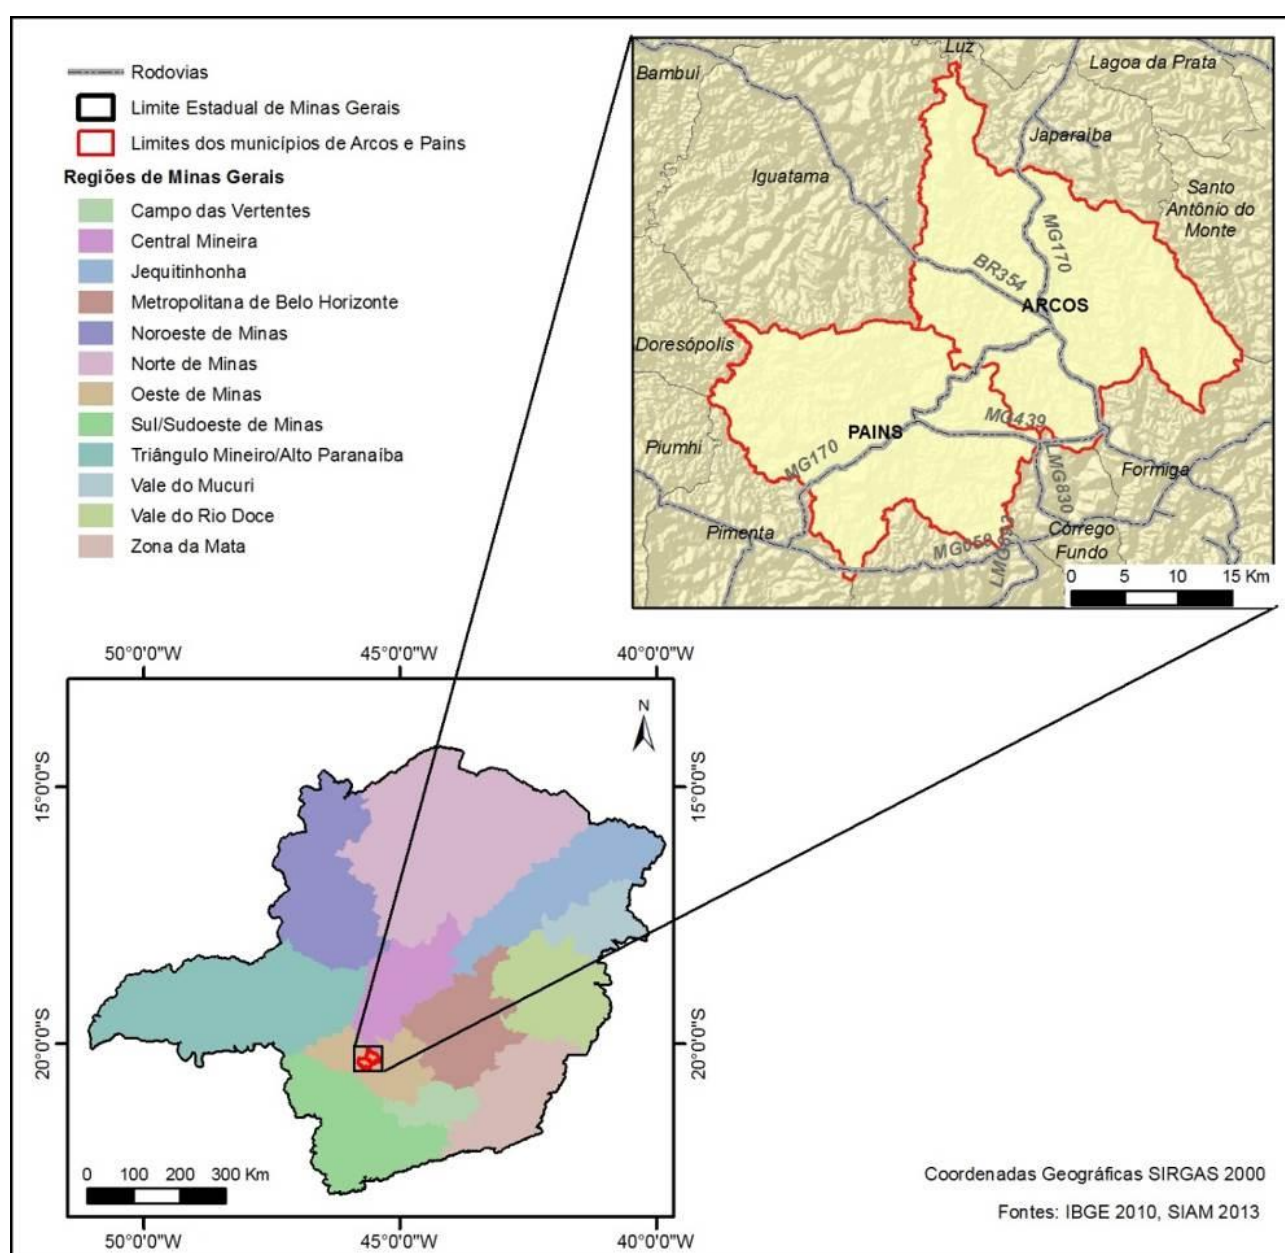 Rodovias
Limite Estadual de Minas Gerais
Limites dos municípios de Arcos e Pains
Regiões de Minas Gerais
Campo das Vertentes
Central Mineira
Jequitinhonha
Metropolitana de Belo Horizonte
Noroeste de Minas
Norte de Minas
Oeste de Minas
Sul/Sudoeste de Minas
Triângulo Mineiro/Alto Paranaíba
Vale do Mucuri
Vale do Rio Doce
Zona da Mata
Luz
Bambuí
Lagoa da Prata
Japaraíba
Iguatama
Santo
Antônio do
Monte
MG170
BR354
ARCOS
Doresópolis
MG439
PAINS
Piumhi
MG170
Formiga
LMG830
Pimenta
Córrego
Fundo
MG050
0 5 10 15 Km
50°0'0"W 45°0'0"W 40°0'0"W
N
15°0'0"S 15°0'0"S
20°0'0"S 20°0'0"S
0 100 200 300 Km
50°0'0"W 45°0'0"W 40°0'0"W
Coordenadas Geográficas SIRGAS 2000
Fontes: IBGE 2010, SIAM 2013